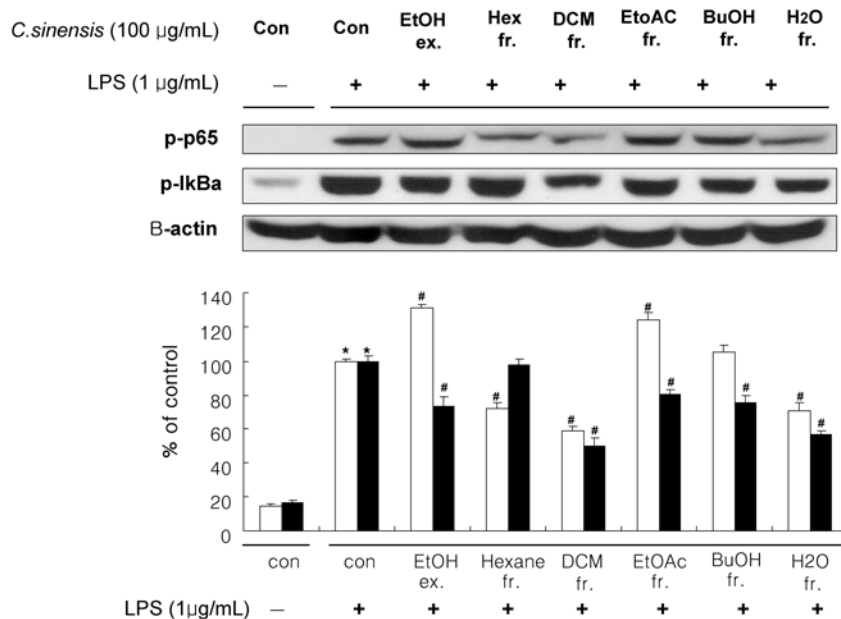 C.sinensis (100 µg/mL) Con Con EtOH ex. Hex fr. DCM fr. EtoAC fr. BuOH fr. H2O fr.
LPS (1 µg/mL) – + + + + + + +
p-p65
p-IkBa
B-actin
140
120
100
80
60
40
20
0
% of control
* * # # # # # # # # # #
con con EtOH ex. Hexane fr. DCM fr. EtOAc fr. BuOH fr. H2O fr.
LPS (1µg/mL) – + + + + + + +